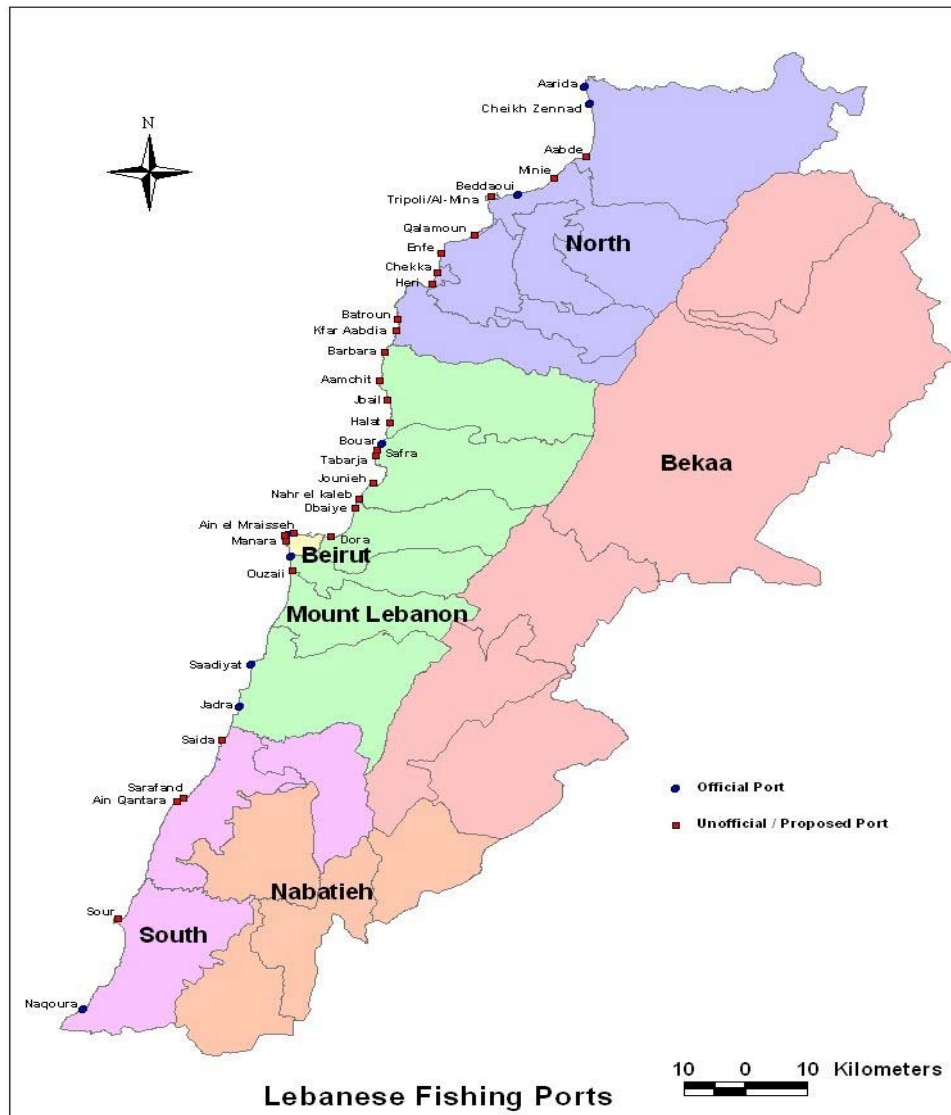 N
Aarida
Cheikh Zennad
Aabde
Minie
Beddaoui
Tripoli/Al-Mina
Qalamoun
North
Enfe
Chekka
Heri
Batroun
Kfar Aabdia
Barbara
Aamchit
Jbail
Halat
Bouar
Safra
Tabarja
Bekaa
Jounieh
Nahr el kaleb
Dbaiye
Ain el Mraisseh
Manara
Dora
Beirut
Ouzaii
Mount Lebanon
Saadiyat
Jadra
Saida
Sarafand
Ain Qantara
Official Port
Unofficial / Proposed Port
Nabatieh
Sour
South
Naqoura
10 0 10 Kilometers
Lebanese Fishing Ports